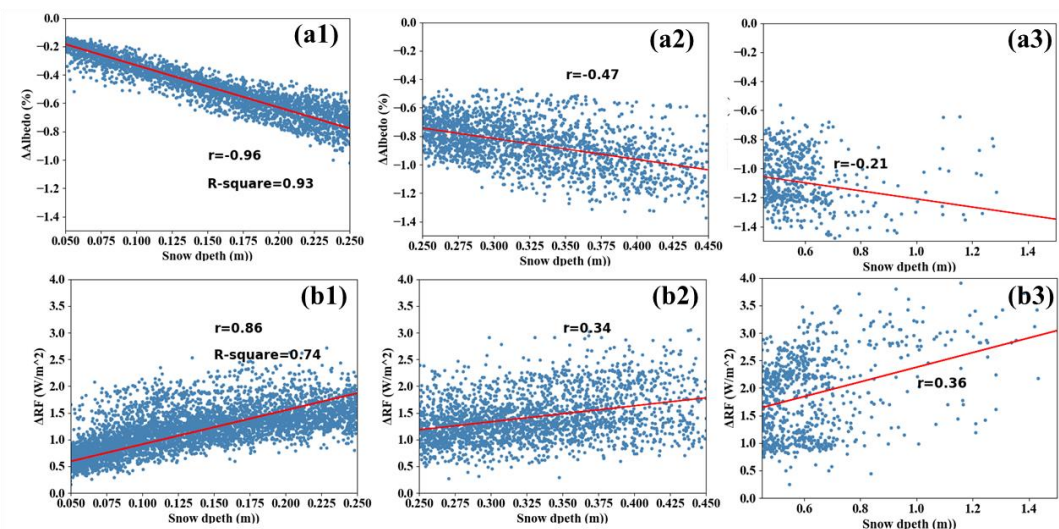 (a1)
0.0
−0.2
−0.4
−0.6
−0.8
−1.0
−1.2
−1.4
ΔAlbedo (%)
r=-0.96
R-square=0.93
0.050 0.075 0.100 0.125 0.150 0.175 0.200 0.225 0.250
Snow dpeth (m))
(a2)
0.0
−0.2
−0.4
−0.6
−0.8
−1.0
−1.2
−1.4
ΔAlbedo (%)
r=-0.47
0.250 0.275 0.300 0.325 0.350 0.375 0.400 0.425 0.450
Snow dpeth (m))
(a3)
0.0
−0.2
−0.4
−0.6
−0.8
−1.0
−1.2
−1.4
r=-0.21
0.6 0.8 1.0 1.2 1.4
Snow dpeth (m))
(b1)
4.0
3.5
3.0
2.5
2.0
1.5
1.0
0.5
0.0
ΔRF (W/m^2)
r=0.86
R-square=0.74
0.050 0.075 0.100 0.125 0.150 0.175 0.200 0.225 0.250
Snow dpeth (m))
(b2)
4.0
3.5
3.0
2.5
2.0
1.5
1.0
0.5
0.0
ΔRF (W/m^2)
r=0.34
0.250 0.275 0.300 0.325 0.350 0.375 0.400 0.425 0.450
Snow dpeth (m))
(b3)
4.0
3.5
3.0
2.5
2.0
1.5
1.0
0.5
0.0
ΔRF (W/m^2)
r=0.36
0.6 0.8 1.0 1.2 1.4
Snow dpeth (m))